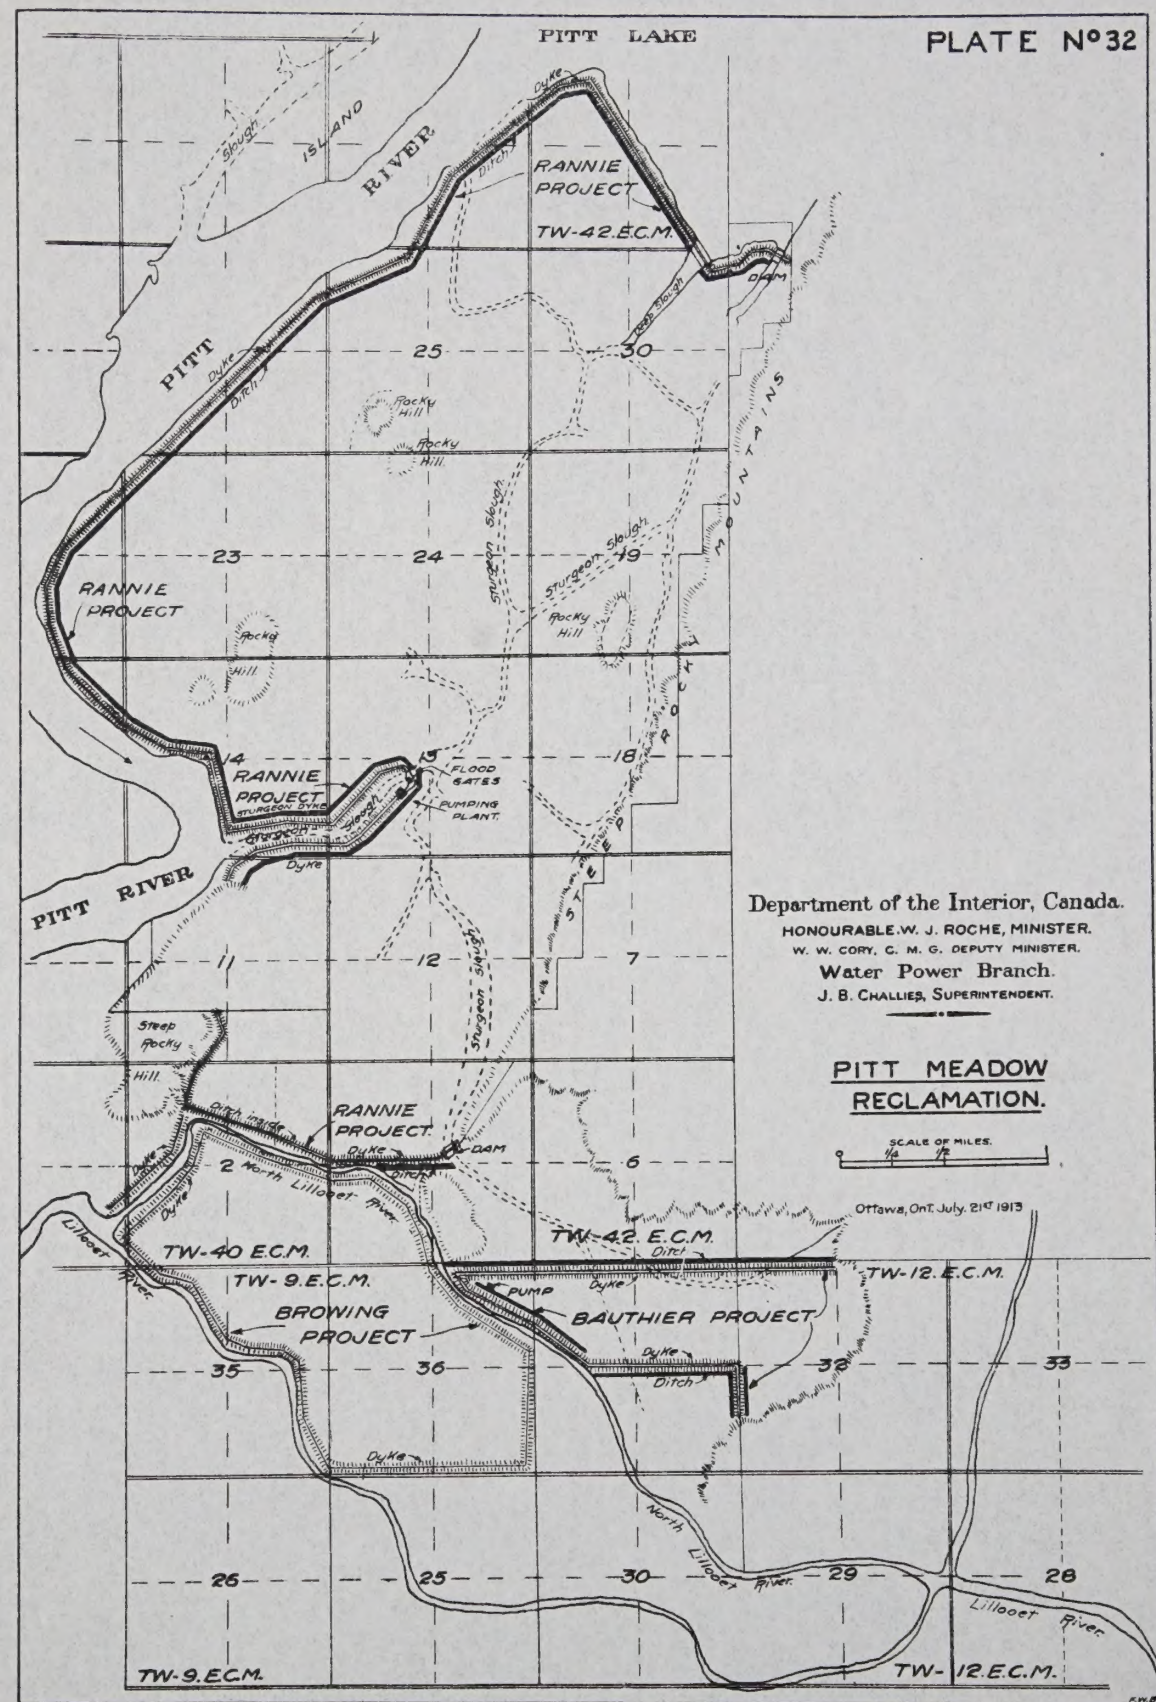 PITT LAKE
PLATE Nº32
Slough
ISLAND
PITT RIVER
Dyke
Ditch
RANNIE
PROJECT
TW-42.E.C.M.
DAM
Deep Slough
25
30
Dyke
Ditch
Rocky
Hill
Rocky
Hill.
STEEP ROCKY MOUNTAINS
Sturgeon Slough.
Sturgeon Slough
23
24
19
RANNIE
PROJECT
Rocky
Hill
Rocky
Hill
14
13
18
RANNIE
PROJECT
STURGEON DYKE
Sturgeon Slough
FLOOD
GATES
PUMPING
PLANT.
Dyke
PITT RIVER
11
12
7
Sturgeon Slough
Department of the Interior, Canada.
HONOURABLE.W. J. ROCHE, MINISTER.
W. W. CORY, C. M. G. DEPUTY MINISTER.
Water Power Branch.
J. B. CHALLIES, SUPERINTENDENT.
PITT MEADOW
RECLAMATION.
SCALE OF MILES.
0 1/4 1/2 1
Ottawa, Ont. July. 21st 1913
Steep
Rocky
Hill.
Ditch inside
RANNIE
PROJECT.
Dyke
DAM
Ditch
Dyke
Dyke
2
6
North Lillooet River.
Lillooet River.
TW-40 E.C.M.
TW-42. E.C.M.
Ditch
TW-9.E.C.M.
TW-12.E.C.M.
Dyke
PUMP
BROWING
PROJECT
BAUTHIER PROJECT
Dyke
Ditch
35
36
32
33
Dyke
North Lillooet River.
26
25
30
29
28
Lillooet River.
TW-9.E.C.M.
TW-12.E.C.M.